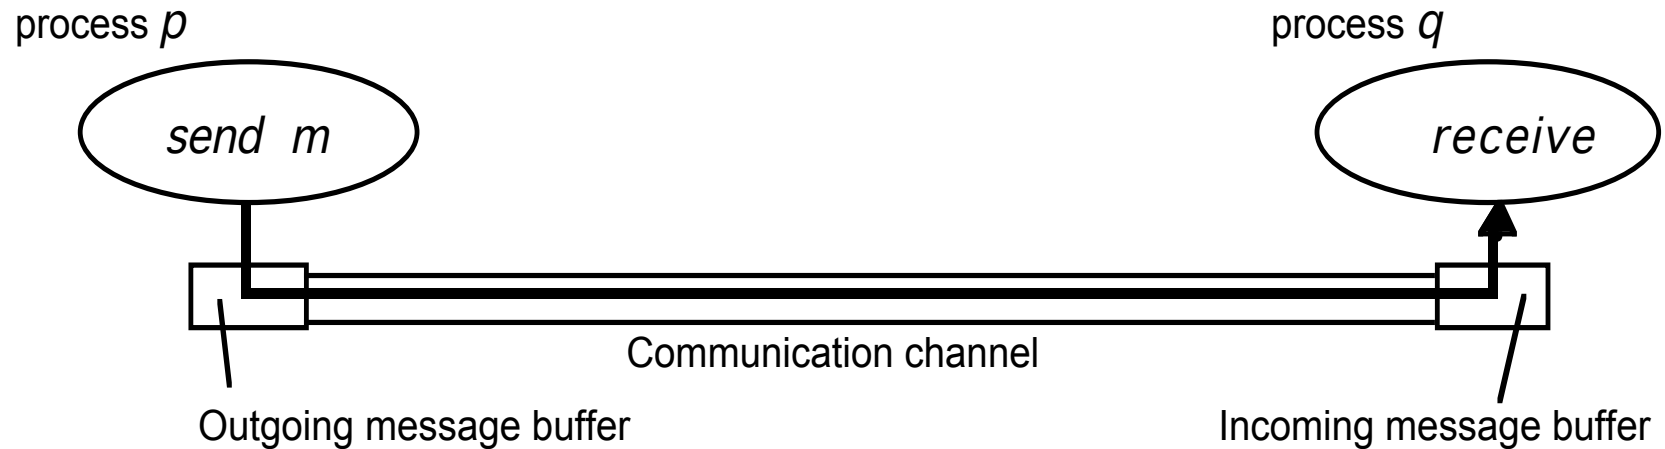 process p
process q
send m
receive
Communication channel
Outgoing message buffer
Incoming message buffer